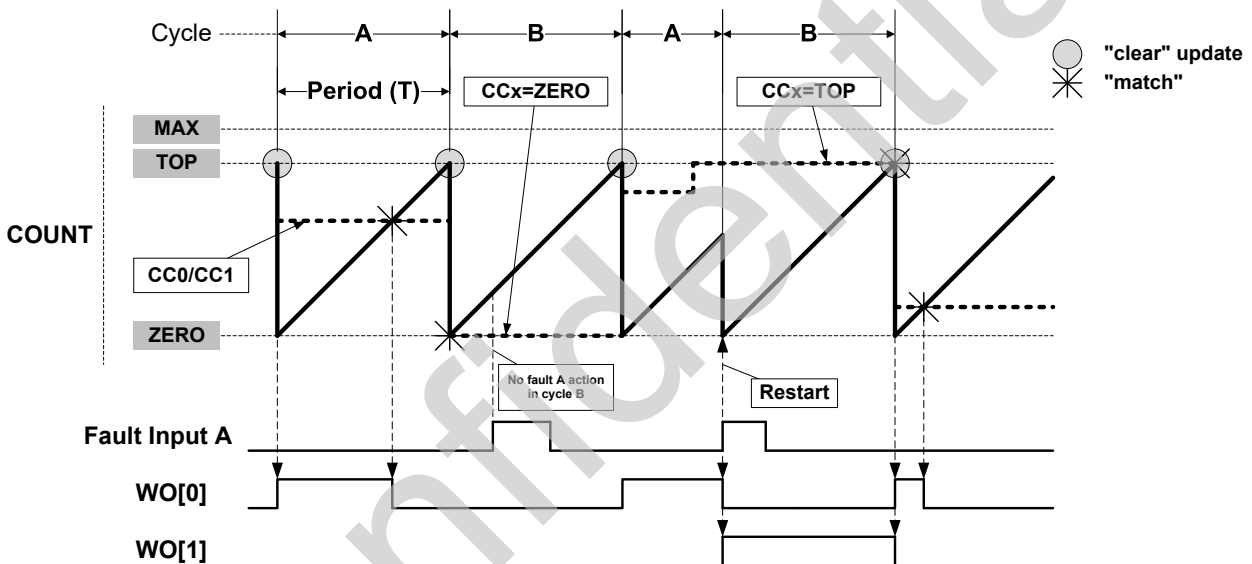 Cycle
A
B
A
B
"clear" update
"match"
Period (T)
CCx=ZERO
CCx=TOP
MAX
TOP
COUNT
CC0/CC1
ZERO
No fault A action
in cycle B
Restart
Fault Input A
WO[0]
WO[1]